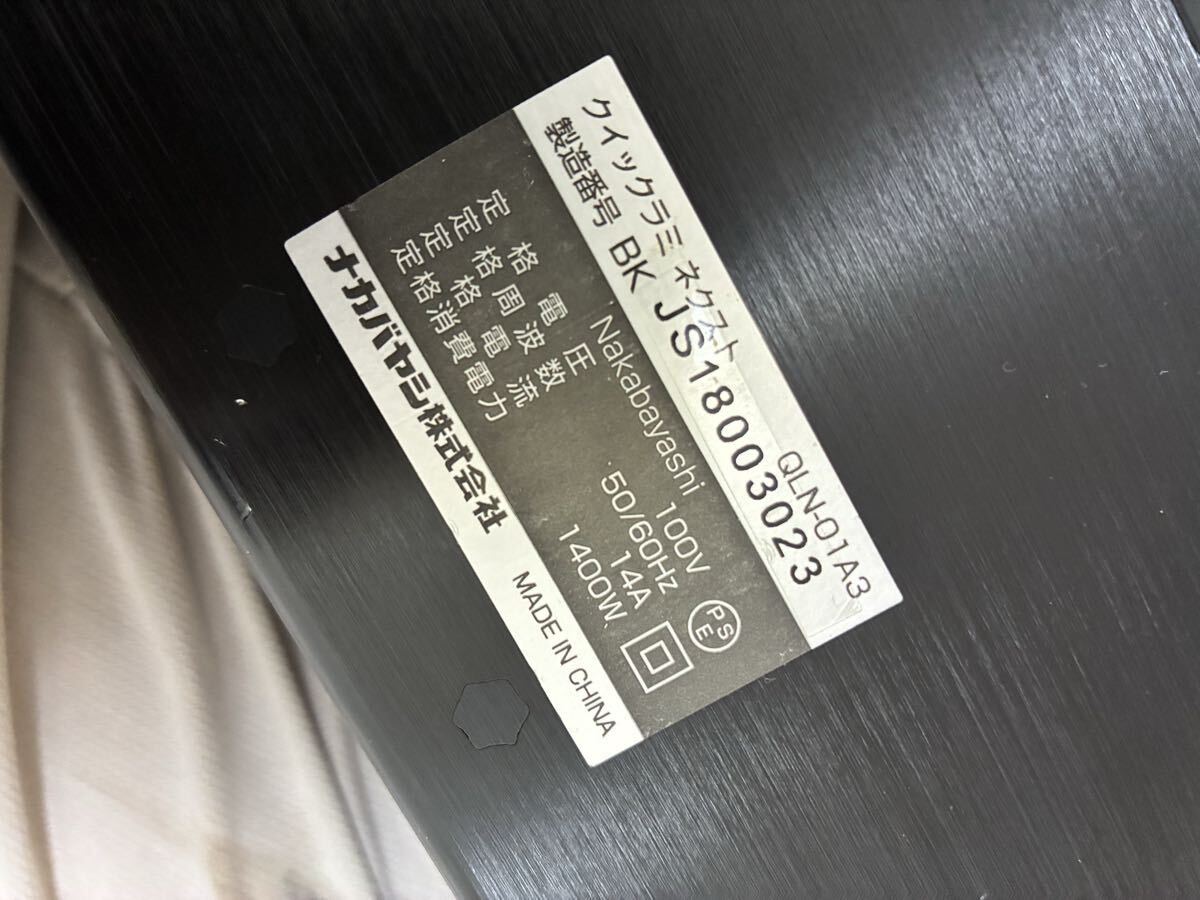 クイックラミ ネクスト QLN-01A3
製造番号 BK JS18003023
Nakabayashi
定格電圧 100V
定格周波数 50/60Hz
定格電流 14A
定格消費電力 1400W
PSE
ナカバヤシ株式会社 MADE IN CHINA